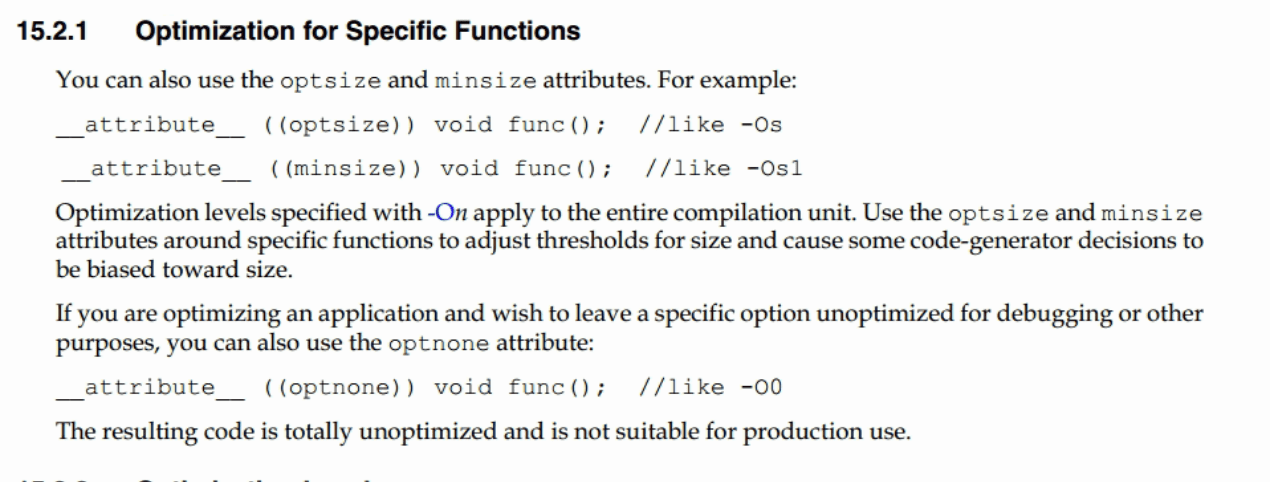 15.2.1 Optimization for Specific Functions
You can also use the optsize and minsize attributes. For example:
__attribute__ ((optsize)) void func(); //like -Os
__attribute__ ((minsize)) void func(); //like -Os1
Optimization levels specified with -On apply to the entire compilation unit. Use the optsize and minsize
attributes around specific functions to adjust thresholds for size and cause some code-generator decisions to
be biased toward size.
If you are optimizing an application and wish to leave a specific option unoptimized for debugging or other
purposes, you can also use the optnone attribute:
__attribute__ ((optnone)) void func(); //like -O0
The resulting code is totally unoptimized and is not suitable for production use.